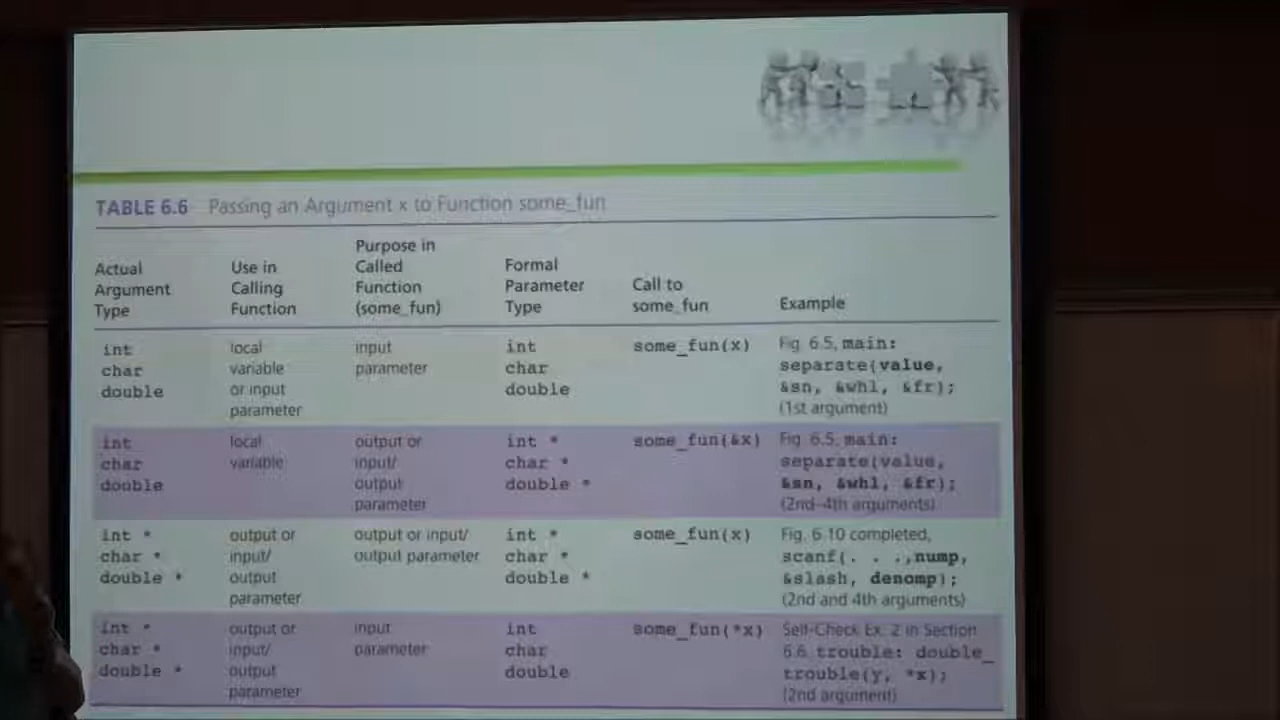 TABLE 6.6 Passing an Argument x to Function some_fun
Actual Argument Type
Use in Calling Function
Purpose in Called Function (some_fun)
Formal Parameter Type
Call to some_fun
Example
int char double
local variable or input parameter
input parameter
int char double
some_fun(x)
Fig. 6.5, main: separate(value, &sn, &whl, &fr); (1st argument)
int char double
local variable
output or input/ output parameter
int * char * double *
some_fun(&x)
Fig. 6.5, main: separate(value, &sn, &whl, &fr); (2nd–4th arguments)
int * char * double *
output or input/ output parameter
output or input/ output parameter
int * char * double *
some_fun(x)
Fig. 6.10 completed, scanf(. . .,nump, &slash, denomp); (2nd and 4th arguments)
int * char * double *
output or input/ output parameter
input parameter
int char double
some_fun(*x)
Self-Check Ex. 2 in Section 6.6 trouble: double_ trouble(y, *x); (2nd argument)